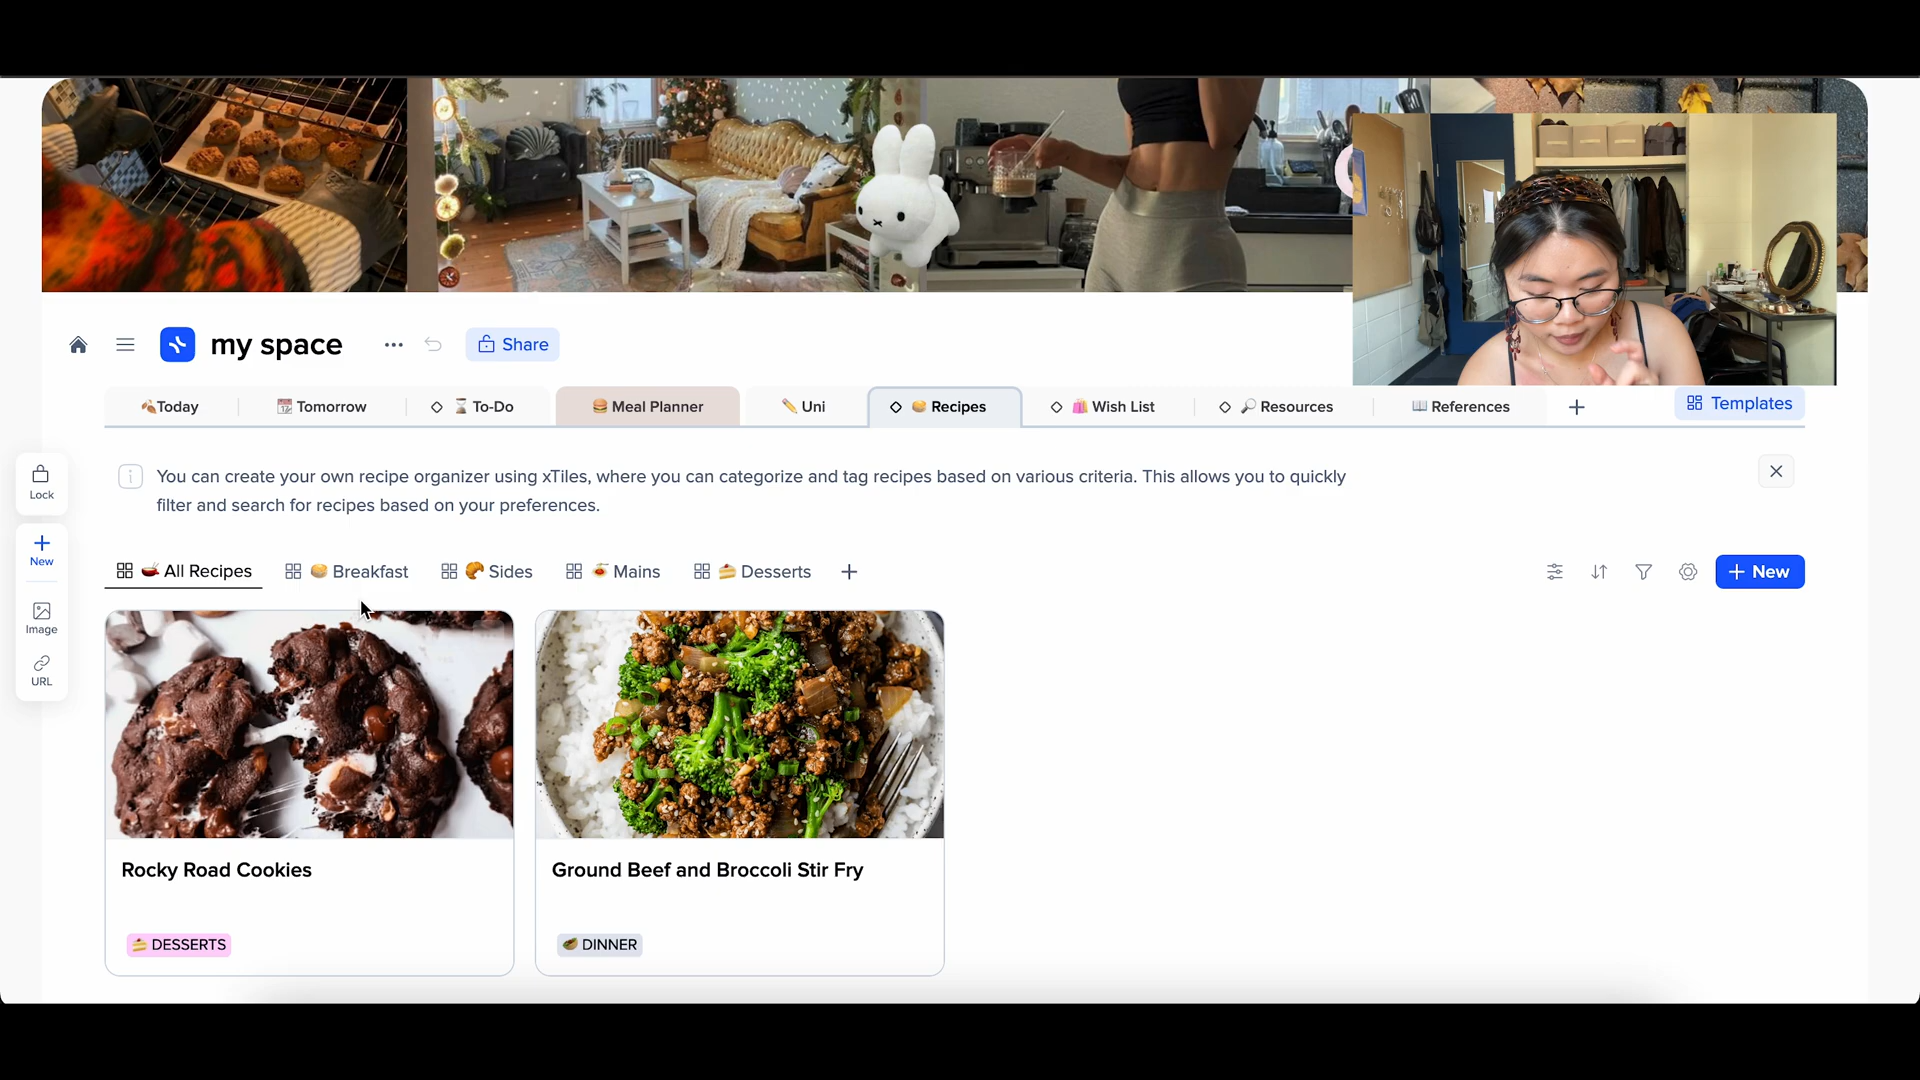 my space
Share
Today
Tomorrow
To-Do
Meal Planner
Uni
Recipes
Wish List
Resources
References
Templates
You can create your own recipe organizer using xTiles, where you can categorize and tag recipes based on various criteria. This allows you to quickly
filter and search for recipes based on your preferences.
Lock
New
Image
URL
All Recipes
Breakfast
Sides
Mains
Desserts
New
Rocky Road Cookies
DESSERTS
Ground Beef and Broccoli Stir Fry
DINNER